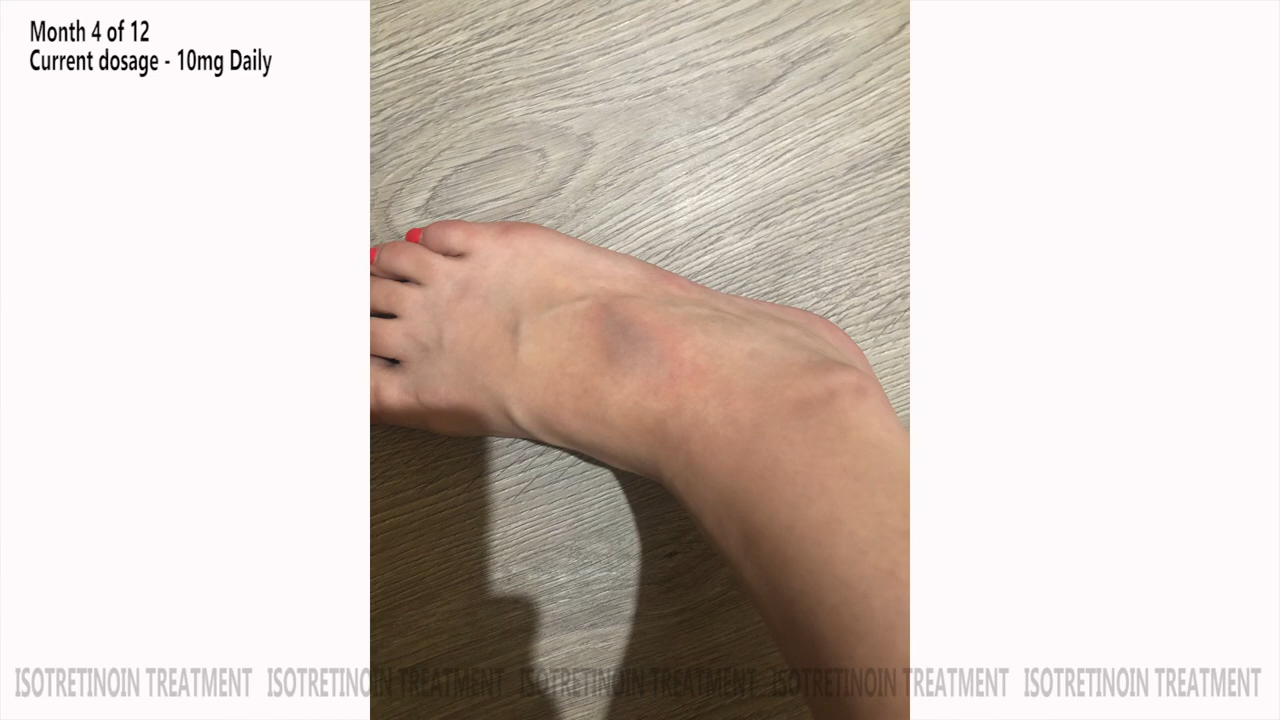 Month 4 of 12
Current dosage - 10mg Daily
ISOTRETINOIN TREATMENT ISOTRETINOIN TREATMENT ISOTRETINOIN TREATMENT ISOTRETINOIN TREATMENT ISOTRETINOIN TREATMENT